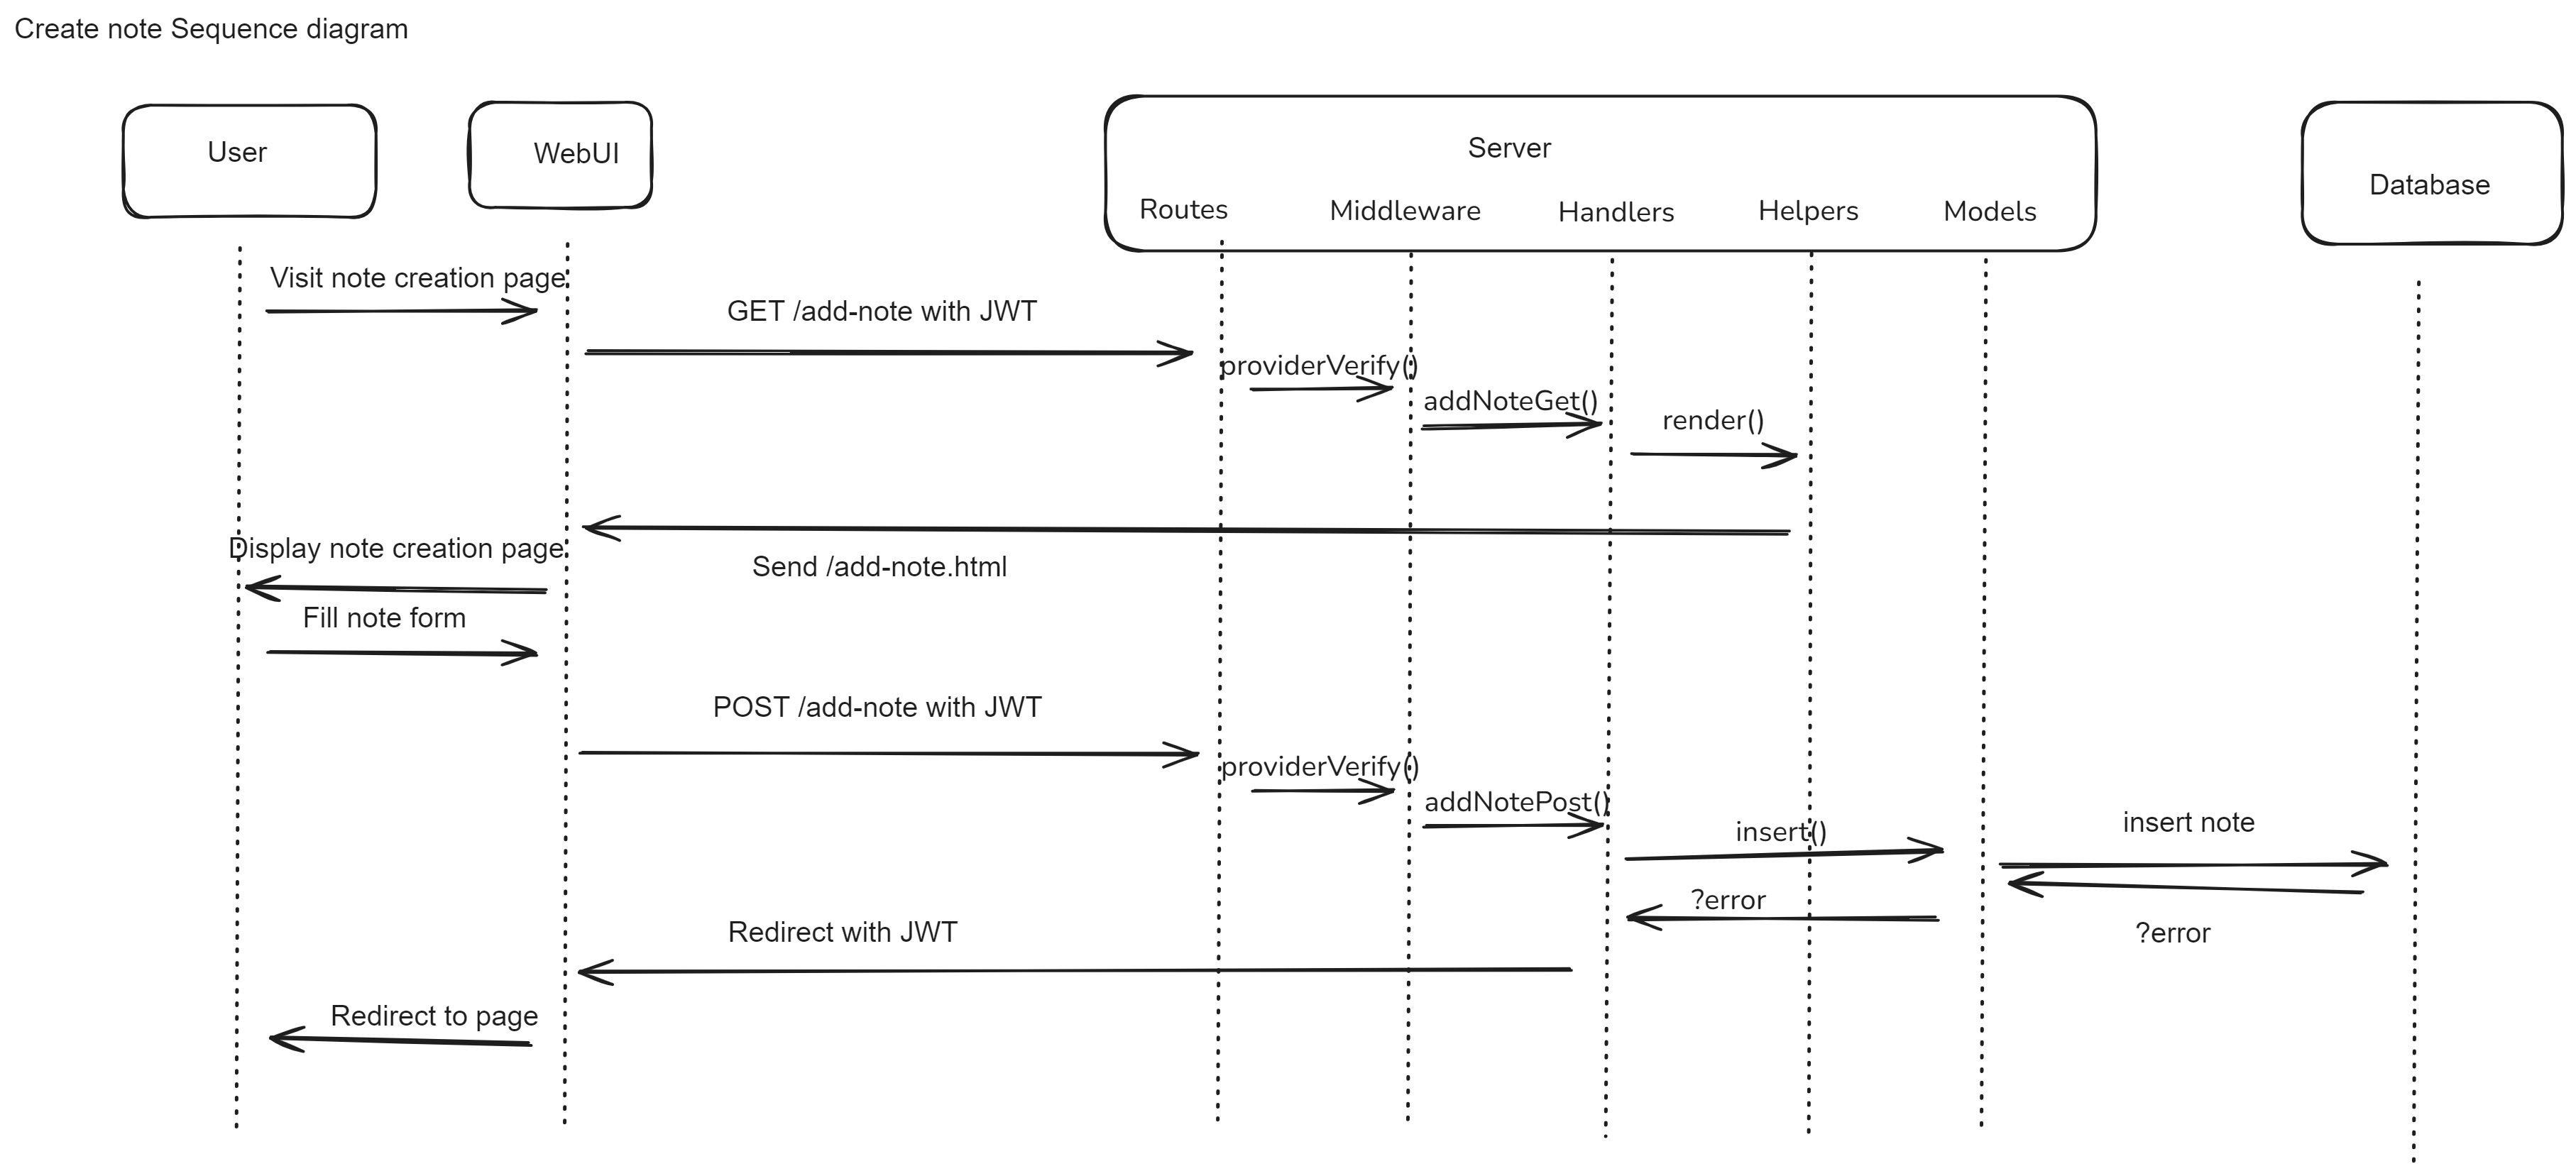 Create note Sequence diagram
User
WebUI
Server
Routes
Middleware
Handlers
Helpers
Models
Database
Visit note creation page
GET /add-note with JWT
providerVerify()
addNoteGet()
render()
Send /add-note.html
Display note creation page
Fill note form
POST /add-note with JWT
providerVerify()
addNotePost()
insert()
insert note
?error
?error
Redirect with JWT
Redirect to page